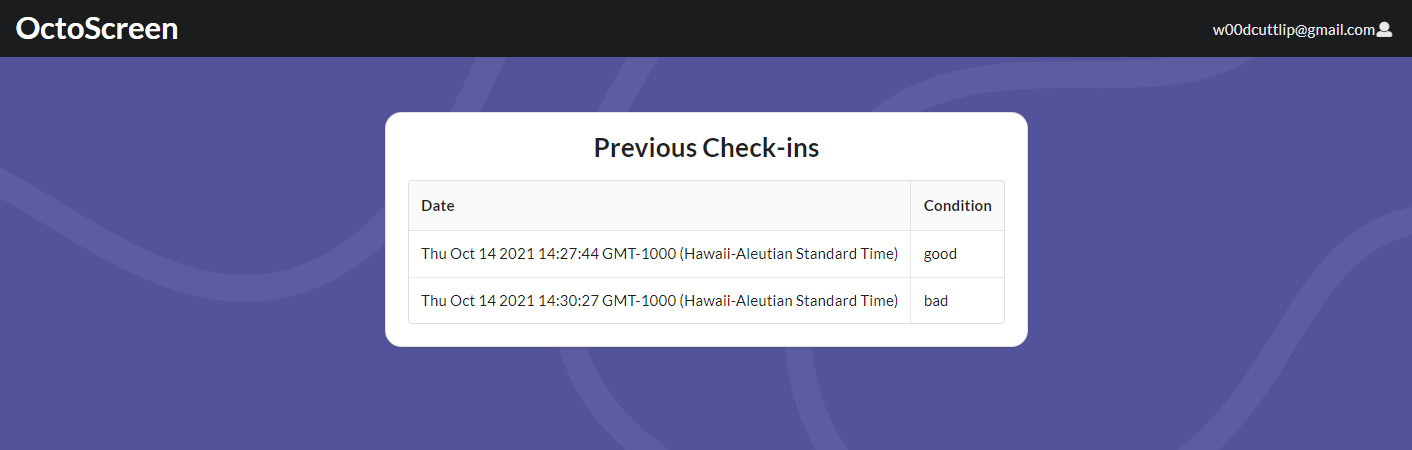 OctoScreen
w00dcuttlip@gmail.com
Previous Check-ins
Date Condition
Thu Oct 14 2021 14:27:44 GMT-1000 (Hawaii-Aleutian Standard Time) good
Thu Oct 14 2021 14:30:27 GMT-1000 (Hawaii-Aleutian Standard Time) bad